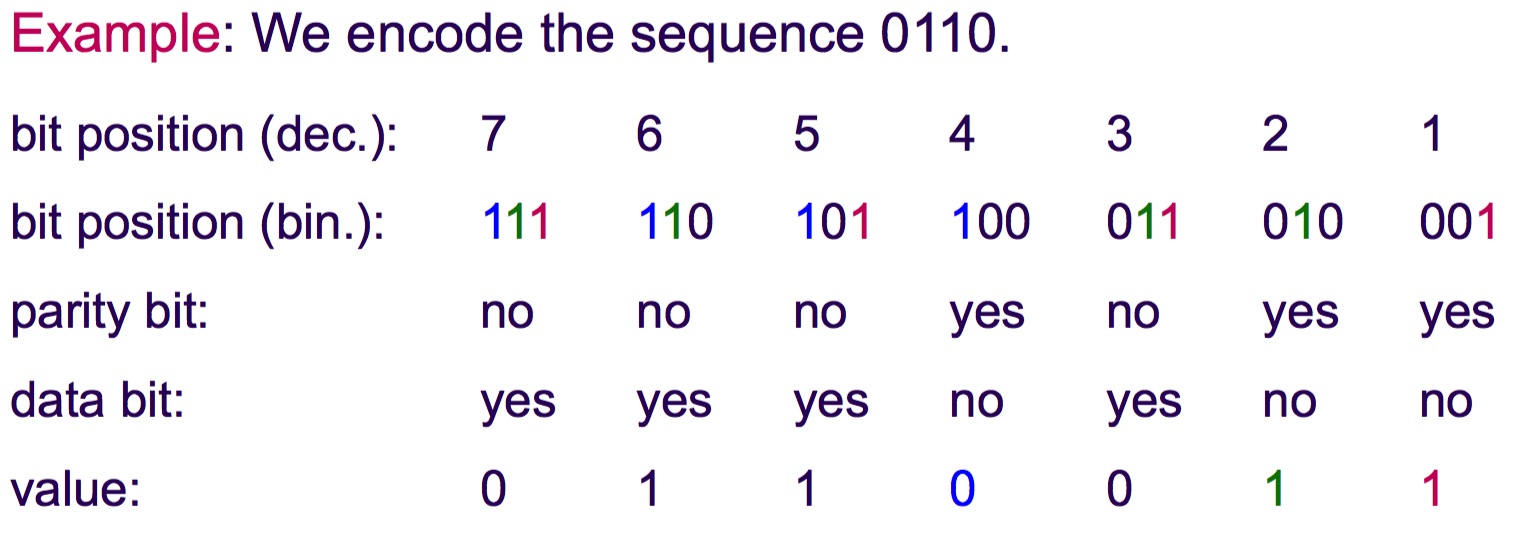 Example: We encode the sequence 0110.
bit position (dec.): 7 6 5 4 3 2 1
bit position (bin.): 111 110 101 100 011 010 001
parity bit: no no no yes no yes yes
data bit: yes yes yes no yes no no
value: 0 1 1 0 0 1 1